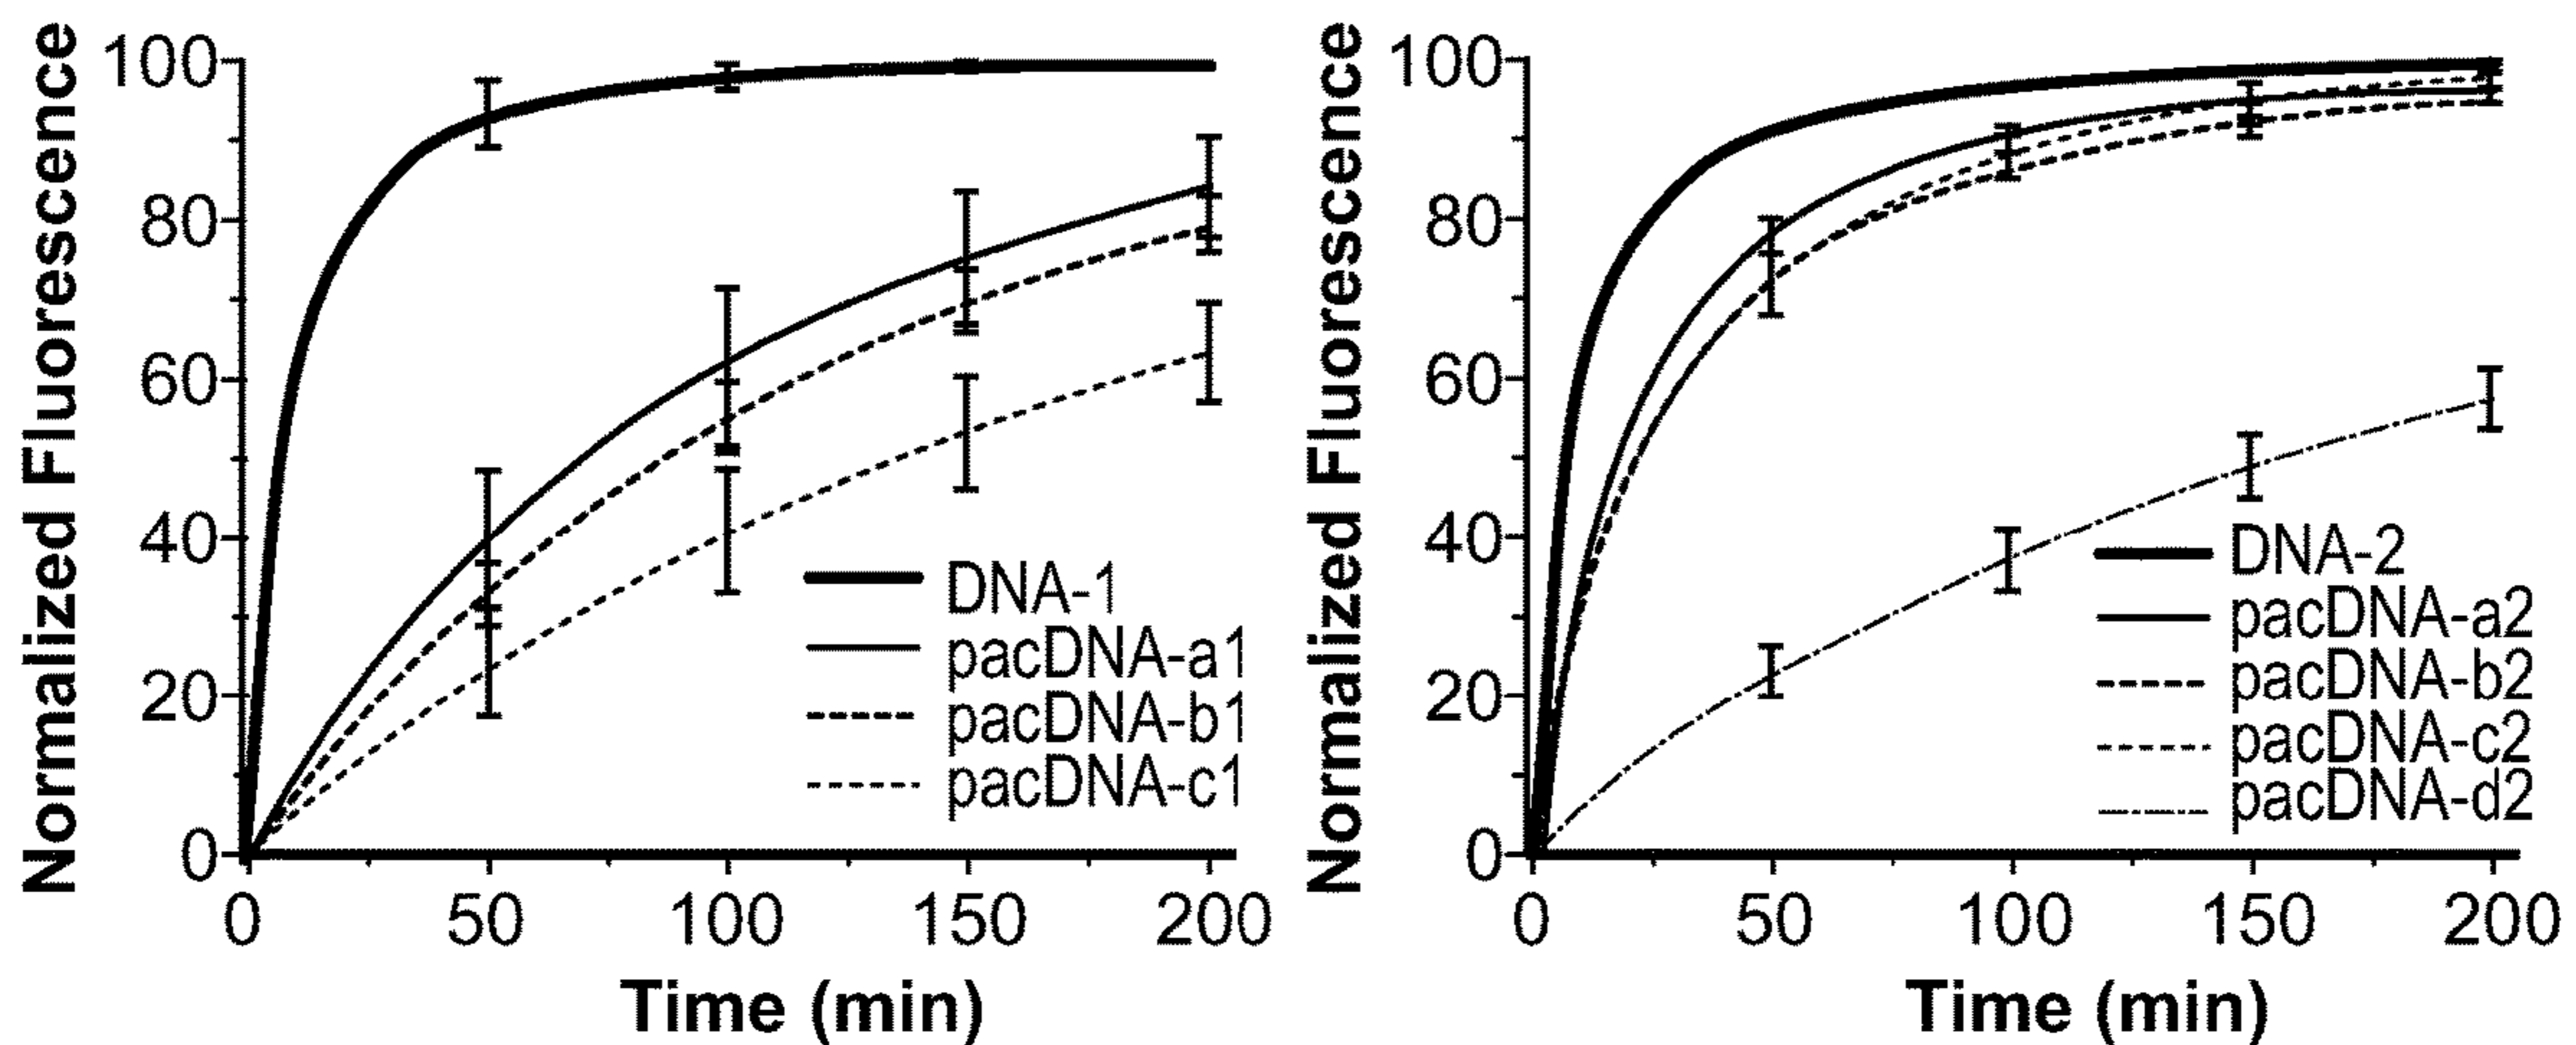 Normalized Fluorescence
100
80
60
40
20
0
0 50 100 150 200
Time (min)
DNA-1
pacDNA-a1
pacDNA-b1
pacDNA-c1
Normalized Fluorescence
100
80
60
40
20
0
0 50 100 150 200
Time (min)
DNA-2
pacDNA-a2
pacDNA-b2
pacDNA-c2
pacDNA-d2